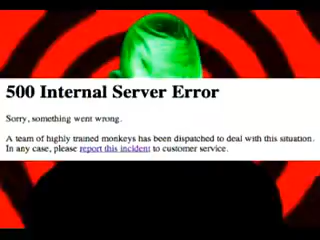 500 Internal Server Error
Sorry, something went wrong.
A team of highly trained monkeys has been dispatched to deal with this situation.
In any case, please report this incident to customer service.